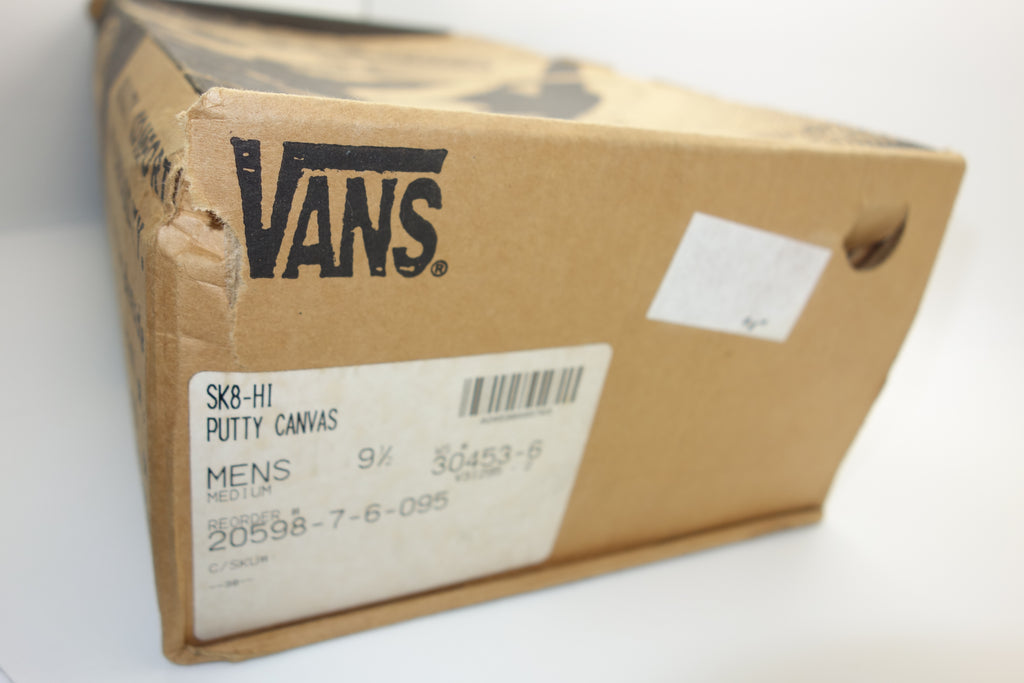 VANS®
SK8-HI
PUTTY CANVAS
MENS 9½ 30453-6
MEDIUM
REORDER #
20598-7-6-095
C/SKU#